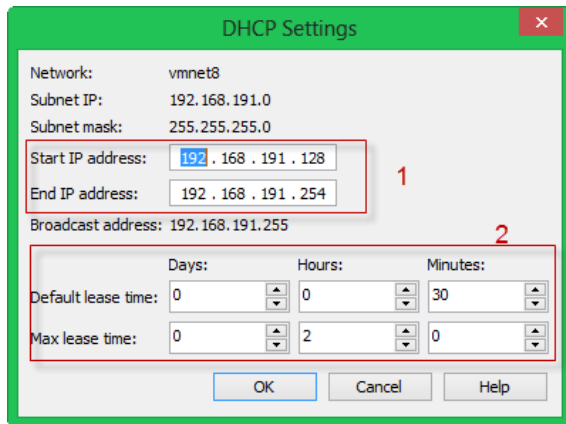 DHCP Settings
Network: vmnet8
Subnet IP: 192.168.191.0
Subnet mask: 255.255.255.0
Start IP address: 192 . 168 . 191 . 128
1
End IP address: 192 . 168 . 191 . 254
Broadcast address: 192.168.191.255
2
Days: Hours: Minutes:
Default lease time: 0 0 30
Max lease time: 0 2 0
OK Cancel Help